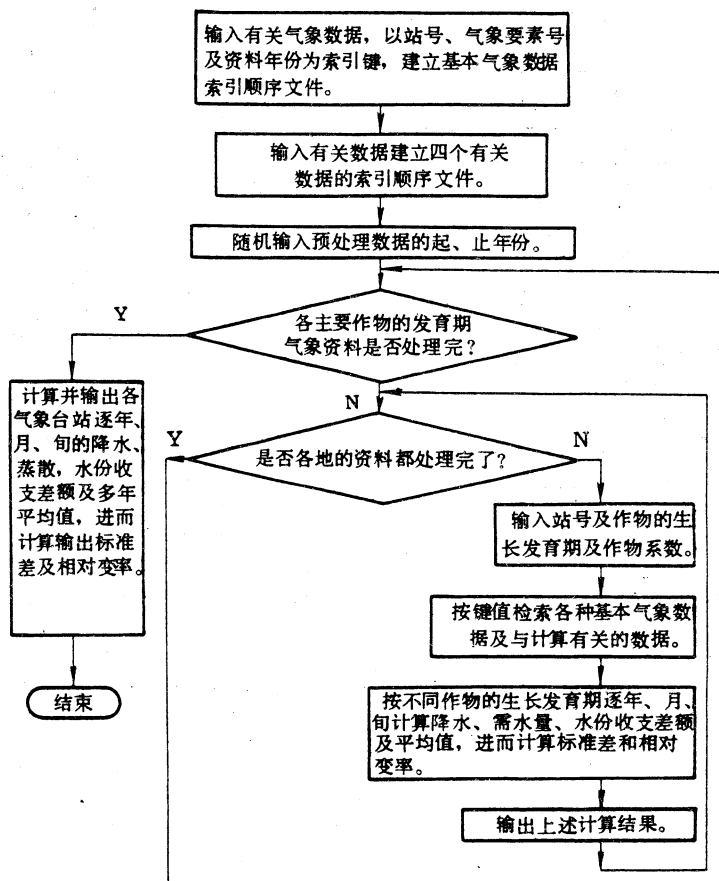 输入有关气象数据，以站号、气象要素号
及资料年份为索引键，建立基本气象数据
索引顺序文件。
输入有关数据建立四个有关
数据的索引顺序文件。
随机输入预处理数据的起、止年份。
Y
各主要作物的发育期
气象资料是否处理完？
N
计算并输出各
气象台站逐年、
月、旬的降水、
蒸散，水份收
支差额及多年
平均值，进而
计算输出标准
差及相对变率。
结束
Y
是否各地的资料都处理完了？
N
输入站号及作物的生
长发育期及作物系数。
按键值检索各种基本气象数
据及与计算有关的数据。
按不同作物的生长发育期逐年、月、
旬计算降水、需水量、水份收支差额
及平均值，进而计算标准差和相对
变率。
输出上述计算结果。